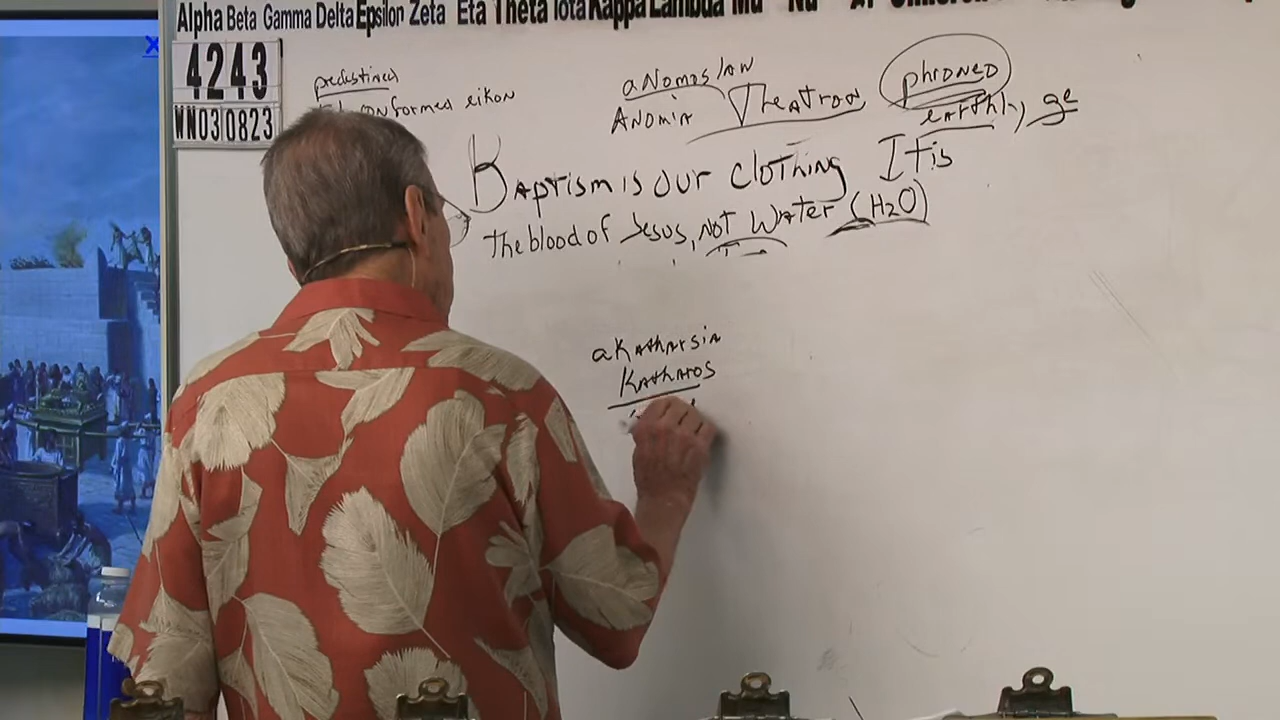 Alpha Beta Gamma Delta Epsilon Zeta Eta Theta Iota Kappa Lambda Mu Nu
4243
WN030823
predestined
conformed eikon
aNomos law
ANomia Theatron
phroneo
earthly, ge
Baptism is our clothing It is
the blood of Jesus, not Water (H2O)
aKatharsia
Katharos